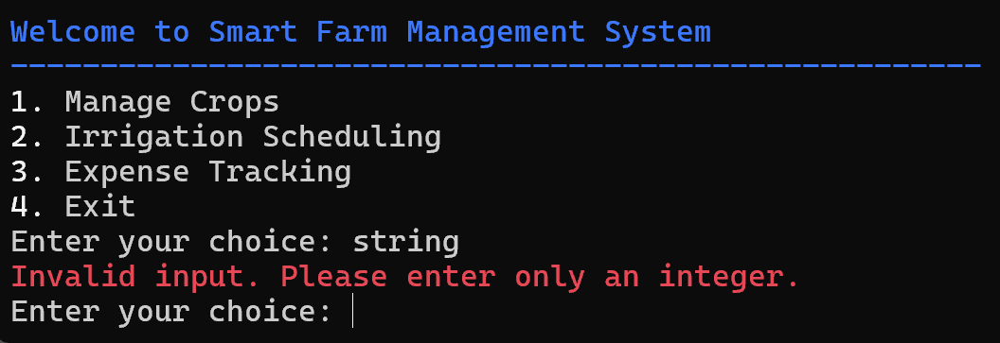 Welcome to Smart Farm Management System
------------------------------------------------------
1. Manage Crops
2. Irrigation Scheduling
3. Expense Tracking
4. Exit
Enter your choice: string
Invalid input. Please enter only an integer.
Enter your choice: